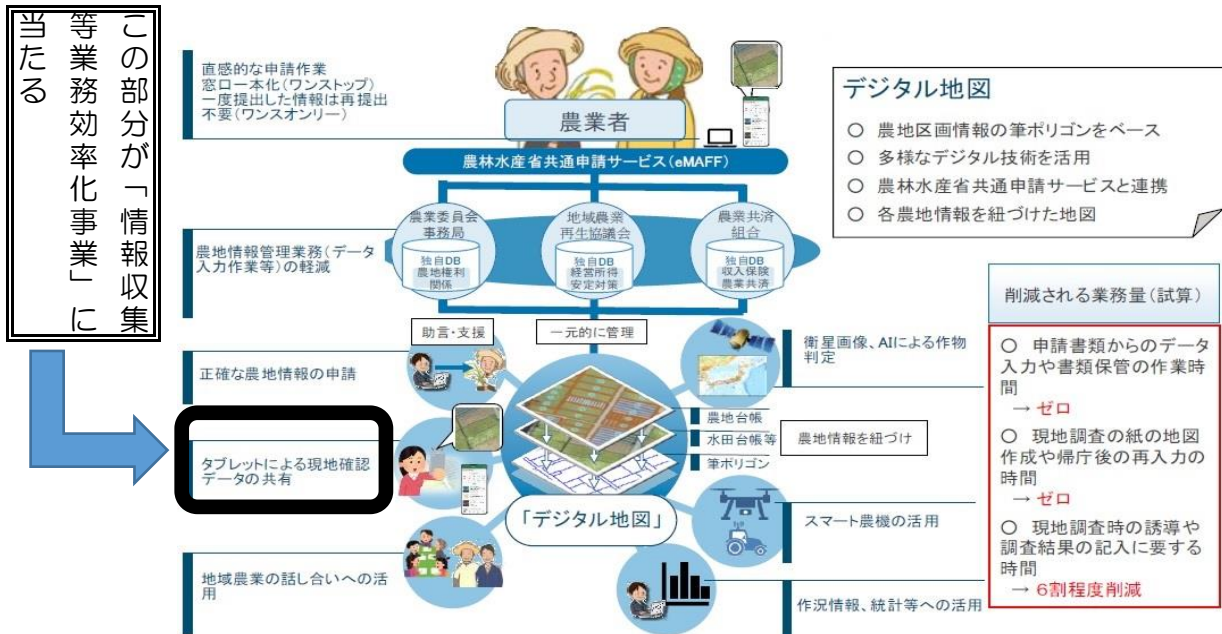 この部分が「情報収集
等業務効率化事業」に
当たる
直感的な申請作業
窓口一本化(ワンストップ)
一度提出した情報は再提出
不要(ワンスオンリー)
農業者
農林水産省共通申請サービス(eMAFF)
デジタル地図
○ 農地区画情報の筆ポリゴンをベース
○ 多様なデジタル技術を活用
○ 農林水産省共通申請サービスと連携
○ 各農地情報を紐づけた地図
農地情報管理業務(データ
入力作業等)の軽減
農業委員会
事務局
独自DB
農地権利
関係
地域農業
再生協議会
独自DB
経営所得
安定対策
農業共済
組合
独自DB
収入保険
農業共済
助言・支援
一元的に管理
正確な農地情報の申請
衛星画像、AIによる作物
判定
農地台帳
水田台帳等
筆ポリゴン
農地情報を紐づけ
タブレットによる現地確認
データの共有
「デジタル地図」
スマート農機の活用
地域農業の話し合いへの活
用
作況情報、統計等への活用
削減される業務量(試算)
○ 申請書類からのデータ
入力や書類保管の作業時
間
→ ゼロ
○ 現地調査の紙の地図
作成や帰庁後の再入力の
時間
→ ゼロ
○ 現地調査時の誘導や
調査結果の記入に要する
時間
→ 6割程度削減